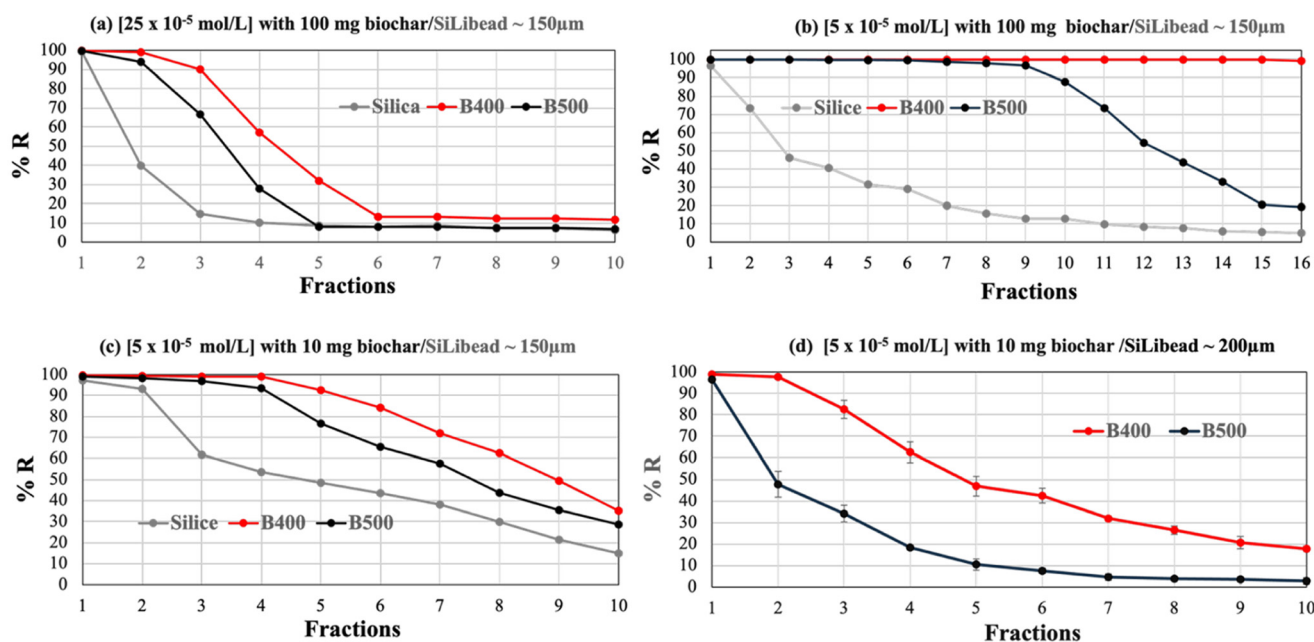 (a) [25 x 10⁻⁵ mol/L] with 100 mg biochar/SiLibead ~ 150µm
% R
100
90
80
70
60
50
40
30
20
10
0
Silica B400 B500
1 2 3 4 5 6 7 8 9 10
Fractions
(b) [5 x 10⁻⁵ mol/L] with 100 mg biochar/SiLibead ~ 150µm
% R
100
90
80
70
60
50
40
30
20
10
0
Silice B400 B500
1 2 3 4 5 6 7 8 9 10 11 12 13 14 15 16
Fractions
(c) [5 x 10⁻⁵ mol/L] with 10 mg biochar/SiLibead ~ 150µm
% R
100
90
80
70
60
50
40
30
20
10
0
Silice B400 B500
1 2 3 4 5 6 7 8 9 10
Fractions
(d) [5 x 10⁻⁵ mol/L] with 10 mg biochar /SiLibead ~ 200µm
% R
100
90
80
70
60
50
40
30
20
10
0
B400 B500
1 2 3 4 5 6 7 8 9 10
Fractions